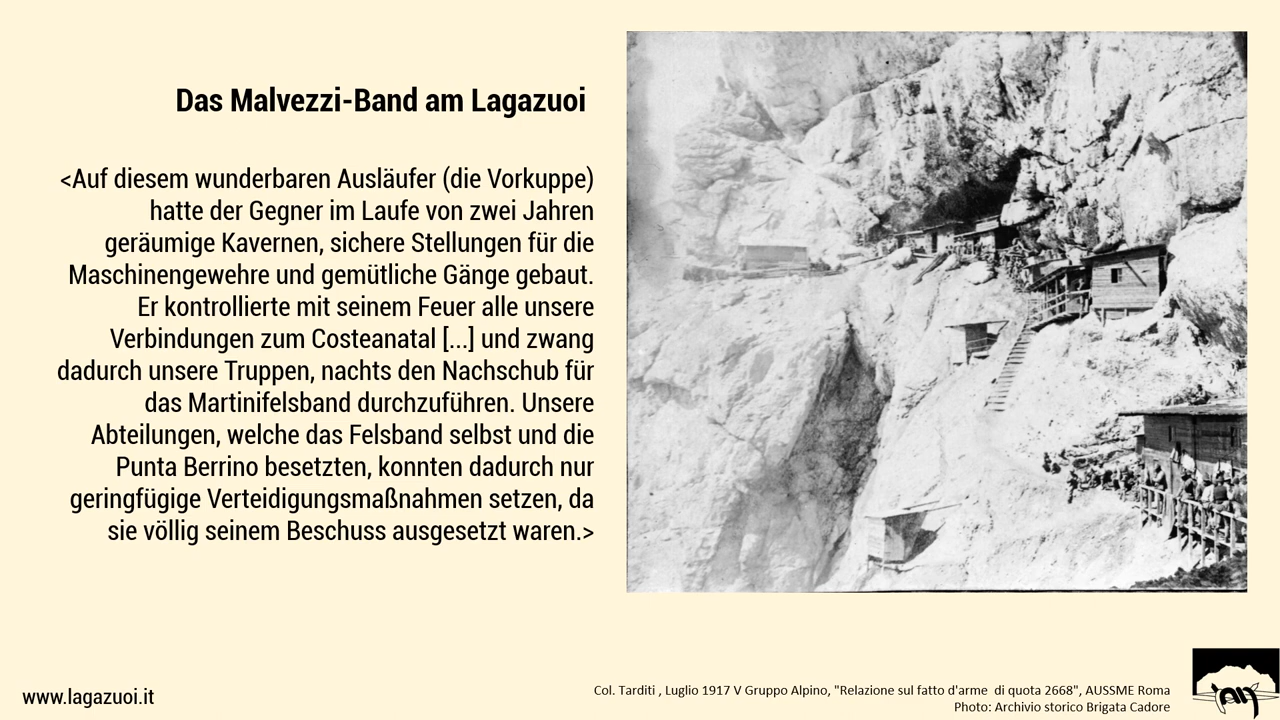 Das Malvezzi-Band am Lagazuoi
<Auf diesem wunderbaren Ausläufer (die Vorkuppe)
hatte der Gegner im Laufe von zwei Jahren
geräumige Kavernen, sichere Stellungen für die
Maschinengewehre und gemütliche Gänge gebaut.
Er kontrollierte mit seinem Feuer alle unsere
Verbindungen zum Costeanatal [...] und zwang
dadurch unsere Truppen, nachts den Nachschub für
das Martinifelsband durchzuführen. Unsere
Abteilungen, welche das Felsband selbst und die
Punta Berrino besetzten, konnten dadurch nur
geringfügige Verteidigungsmaßnahmen setzen, da
sie völlig seinem Beschuss ausgesetzt waren.>
www.lagazuoi.it
Col. Tarditi , Luglio 1917 V Gruppo Alpino, "Relazione sul fatto d'arme  di quota 2668", AUSSME Roma
Photo: Archivio storico Brigata Cadore